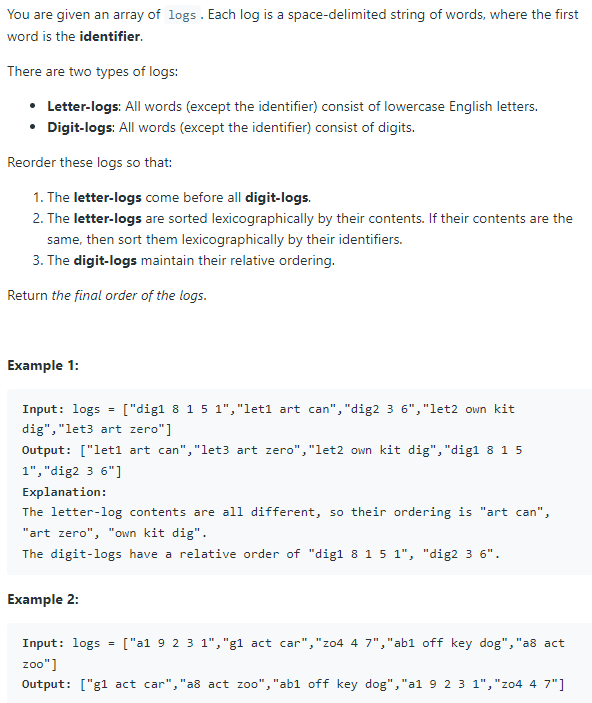 You are given an array of logs. Each log is a space-delimited string of words, where the first
word is the identifier.
There are two types of logs:
• Letter-logs: All words (except the identifier) consist of lowercase English letters.
• Digit-logs: All words (except the identifier) consist of digits.
Reorder these logs so that:
1. The letter-logs come before all digit-logs.
2. The letter-logs are sorted lexicographically by their contents. If their contents are the
same, then sort them lexicographically by their identifiers.
3. The digit-logs maintain their relative ordering.
Return the final order of the logs.
Example 1:
Input: logs = ["dig1 8 1 5 1","let1 art can","dig2 3 6","let2 own kit
dig","let3 art zero"]
Output: ["let1 art can","let3 art zero","let2 own kit dig","dig1 8 1 5
1","dig2 3 6"]
Explanation:
The letter-log contents are all different, so their ordering is "art can",
"art zero", "own kit dig".
The digit-logs have a relative order of "dig1 8 1 5 1", "dig2 3 6".
Example 2:
Input: logs = ["a1 9 2 3 1","g1 act car","zo4 4 7","ab1 off key dog","a8 act
zoo"]
Output: ["g1 act car","a8 act zoo","ab1 off key dog","a1 9 2 3 1","zo4 4 7"]